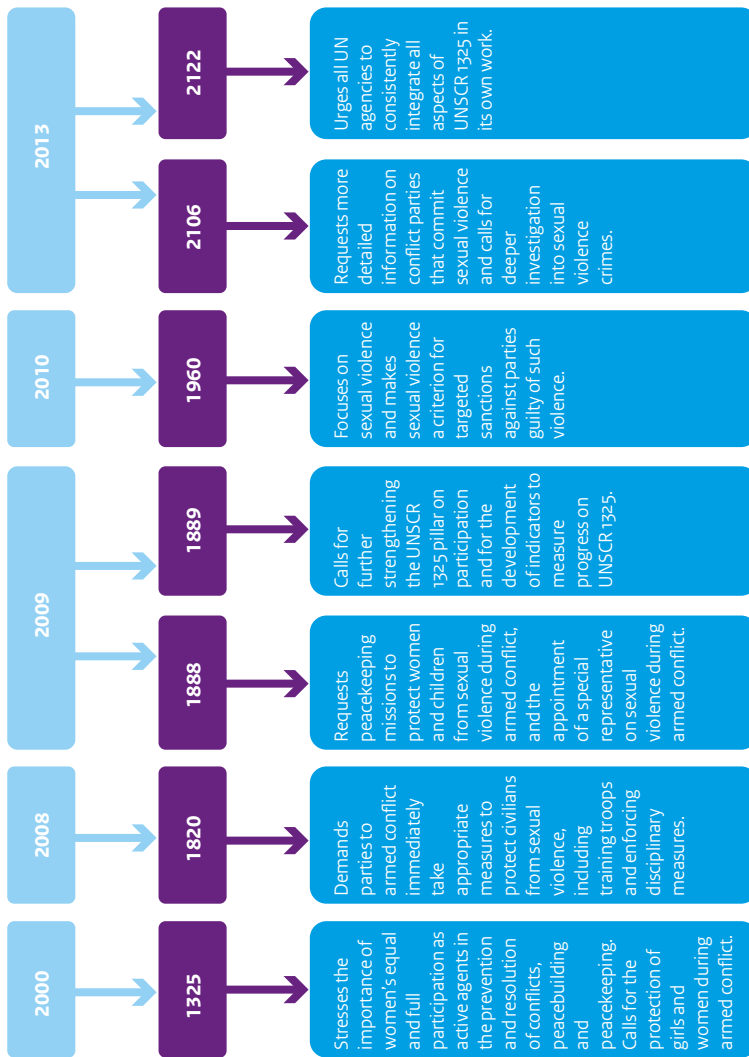 2000
2008
2009
2010
2013
1325
1820
1888
1889
1960
2106
2122
Stresses the
importance of
women's equal
and full
participation as
active agents in
the prevention
and resolution
of conflicts,
peacebuilding
and
peacekeeping.
Calls for the
protection of
girls and
women during
armed conflict.
Demands
parties to
armed conflict
immediately
take
appropriate
measures to
protect civilians
from sexual
violence,
including
training troops
and enforcing
disciplinary
measures.
Requests
peacekeeping
missions to
protect women
and children
from sexual
violence during
armed conflict,
and the
appointment
of a special
representative
on sexual
violence during
armed conflict.
Calls for
further
strengthening
the UNSCR
1325 pillar on
participation
and for the
development
of indicators to
measure
progress on
UNSCR 1325.
Focuses on
sexual violence
and makes
sexual violence
a criterion for
targeted
sanctions
against parties
guilty of such
violence.
Requests more
detailed
information on
conflict parties
that commit
sexual violence
and calls for
deeper
investigation
into sexual
violence
crimes.
Urges all UN
agencies to
consistently
integrate all
aspects of
UNSCR 1325 in
its own work.